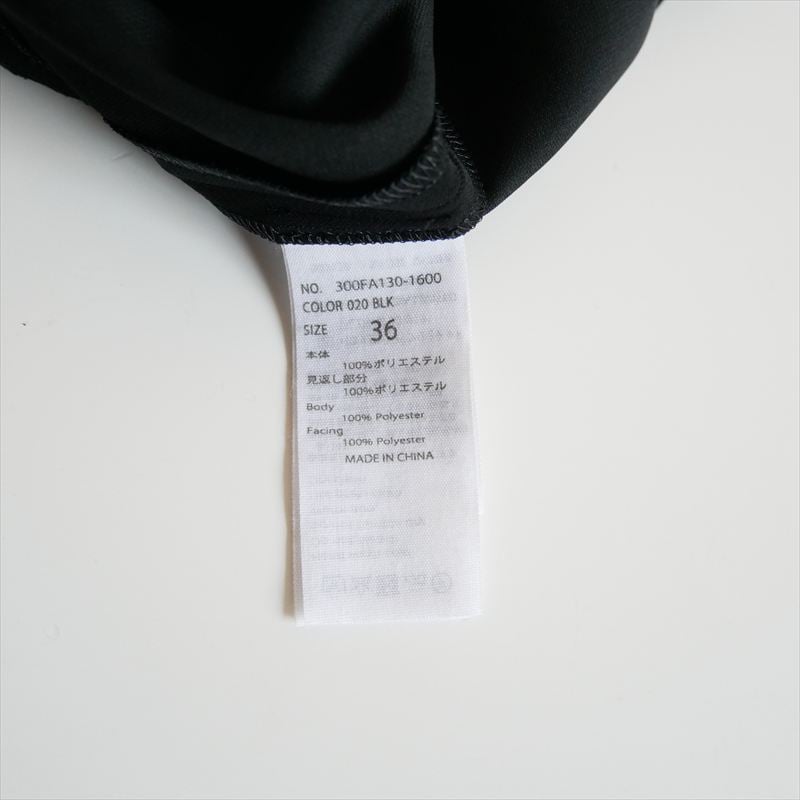 NO. 300FA130-1600
COLOR 020 BLK
SIZE 36
本体
100%ポリエステル
見返し部分
100%ポリエステル
Body
100% Polyester
Facing
100% Polyester
MADE IN CHINA